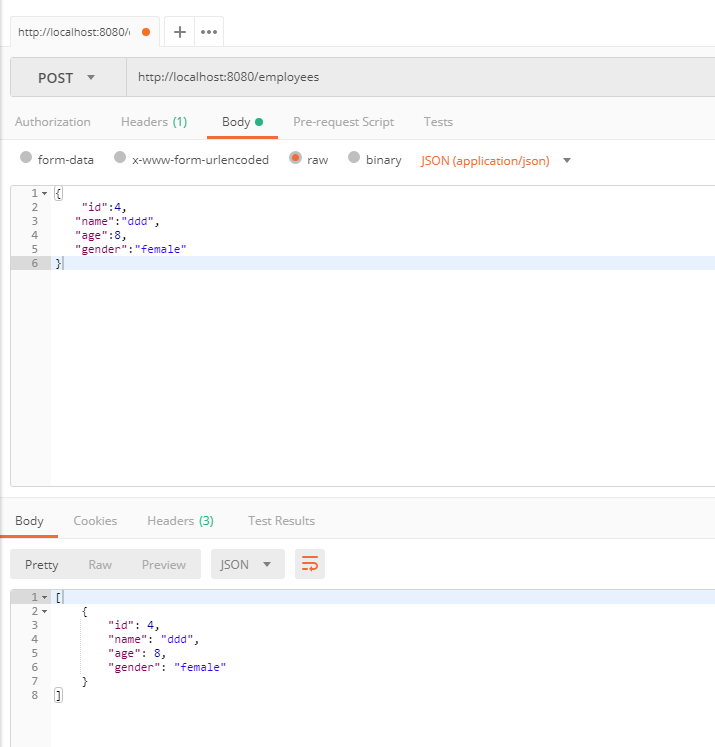 http://localhost:8080/
POST http://localhost:8080/employees
Authorization Headers (1) Body Pre-request Script Tests
form-data x-www-form-urlencoded raw binary JSON (application/json)
1 {
2 "id":4,
3 "name":"ddd",
4 "age":8,
5 "gender":"female"
6 }
Body Cookies Headers (3) Test Results
Pretty Raw Preview JSON
1 [
2 {
3 "id": 4,
4 "name": "ddd",
5 "age": 8,
6 "gender": "female"
7 }
8 ]